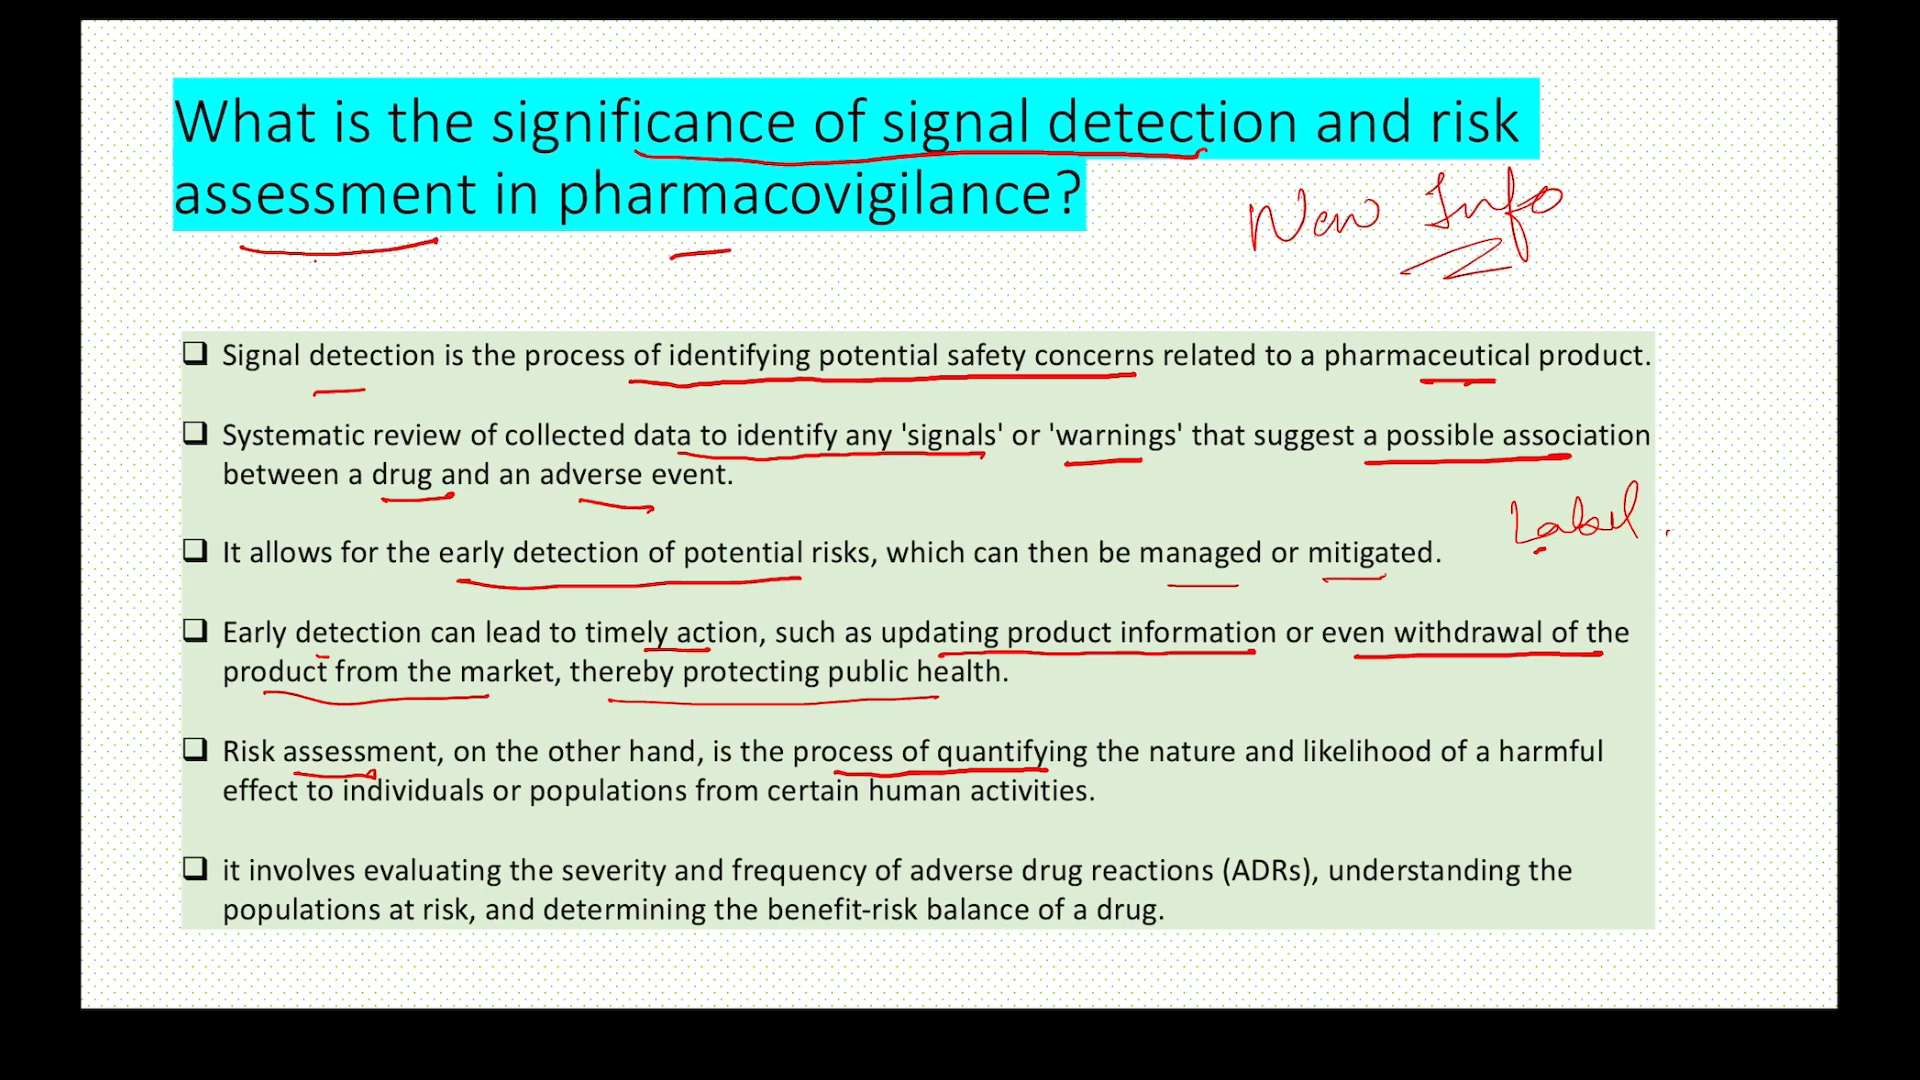 What is the significance of signal detection and risk
assessment in pharmacovigilance?
New Info
❑ Signal detection is the process of identifying potential safety concerns related to a pharmaceutical product.
❑ Systematic review of collected data to identify any 'signals' or 'warnings' that suggest a possible association
between a drug and an adverse event.
Label
❑ It allows for the early detection of potential risks, which can then be managed or mitigated.
❑ Early detection can lead to timely action, such as updating product information or even withdrawal of the
product from the market, thereby protecting public health.
❑ Risk assessment, on the other hand, is the process of quantifying the nature and likelihood of a harmful
effect to individuals or populations from certain human activities.
❑ it involves evaluating the severity and frequency of adverse drug reactions (ADRs), understanding the
populations at risk, and determining the benefit-risk balance of a drug.